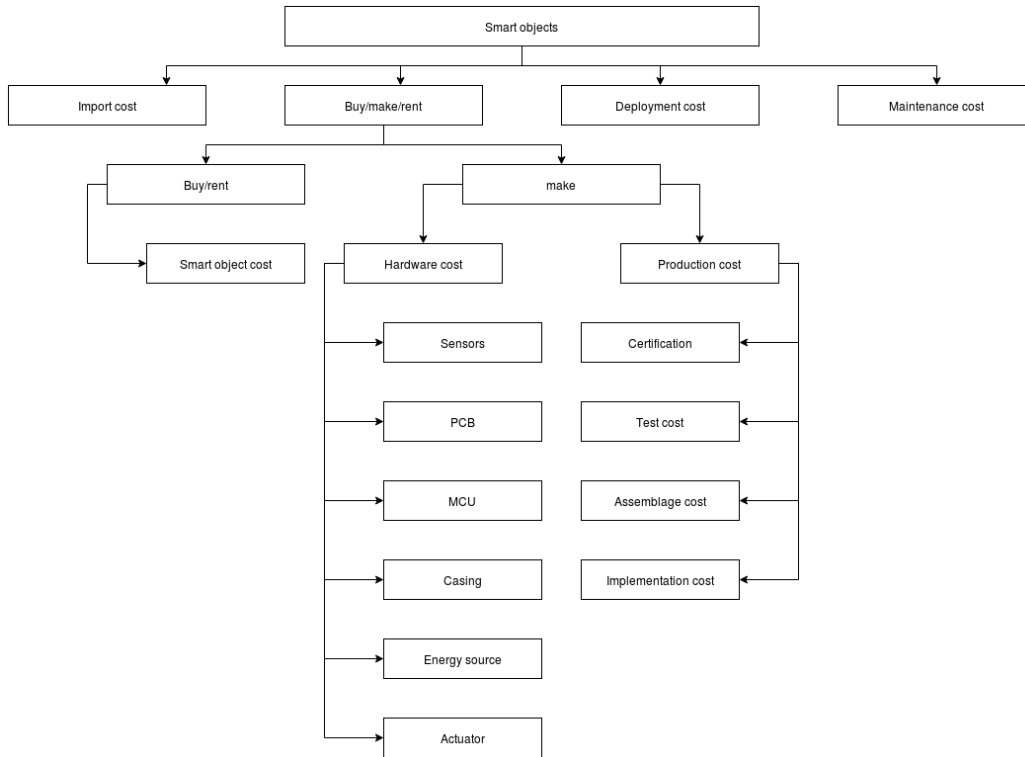 Smart objects
Import cost
Buy/make/rent
Deployment cost
Maintenance cost
Buy/rent
make
Smart object cost
Hardware cost
Production cost
Sensors
Certification
PCB
Test cost
MCU
Assemblage cost
Casing
Implementation cost
Energy source
Actuator